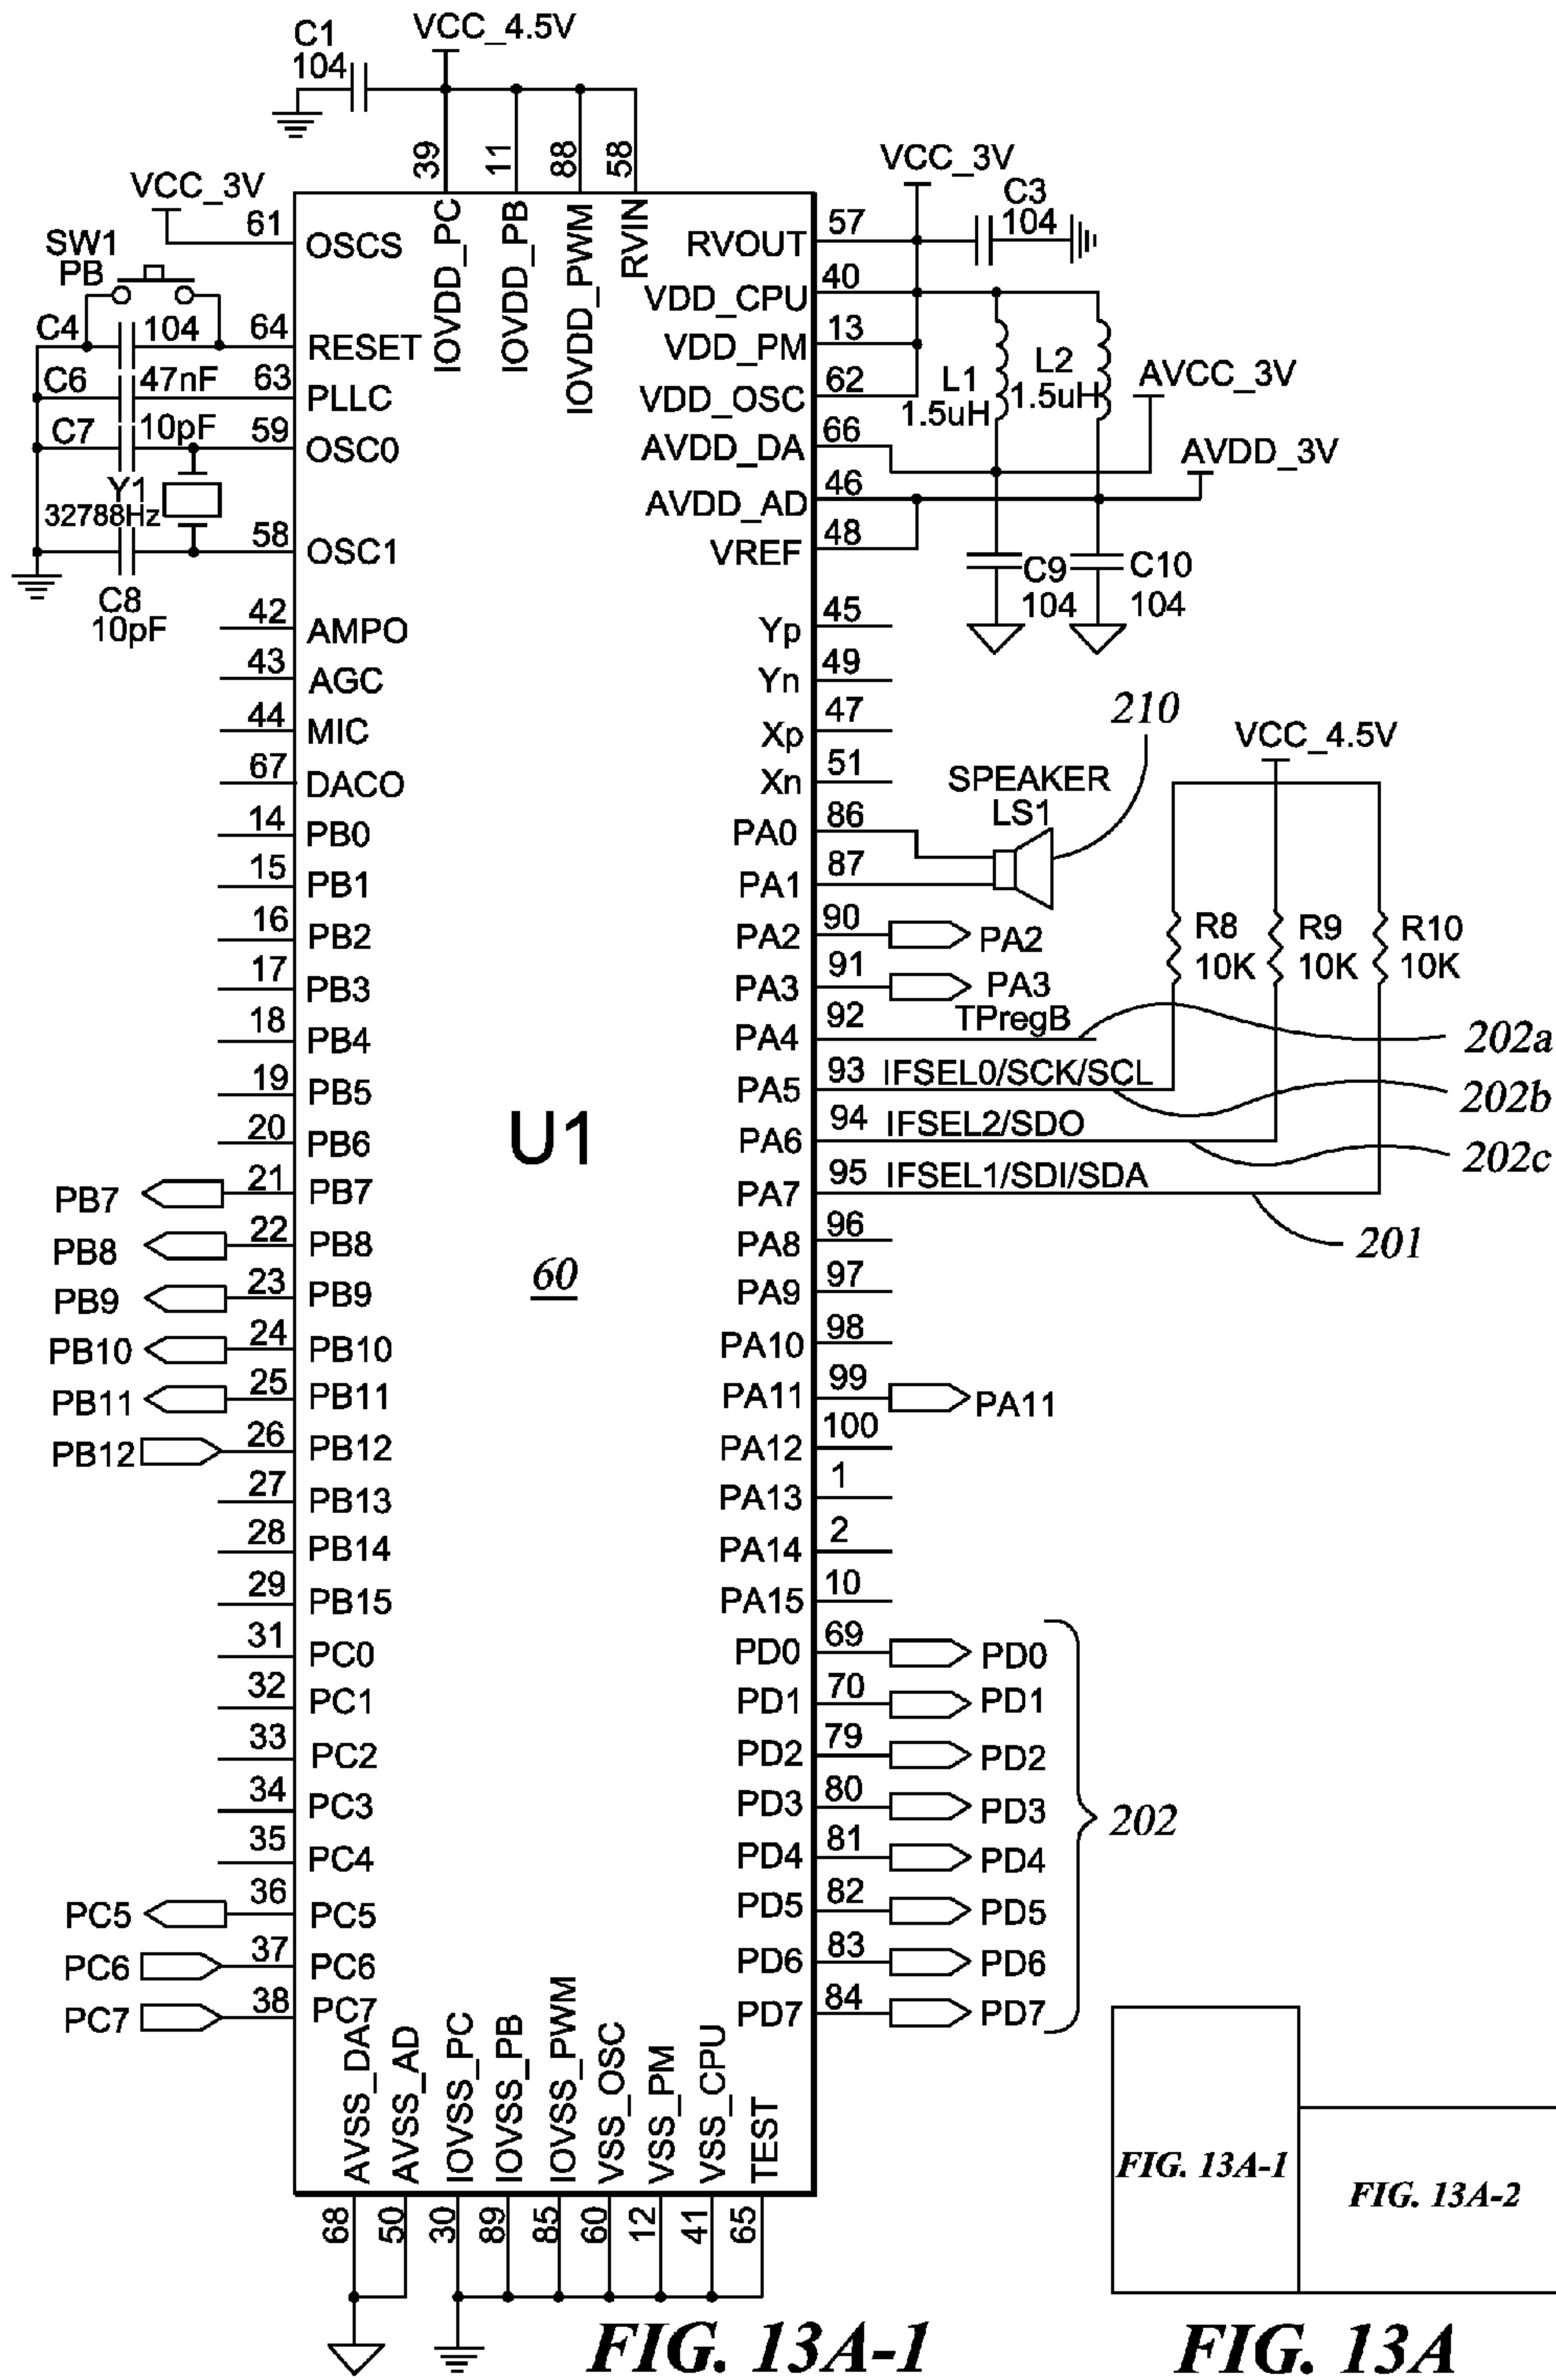 C1
104
VCC_4.5V
39
11
88
58
VCC_3V
61
OSCS
SW1
PB
C4
104
64
RESET
C6
47nF
63
PLLC
C7
10pF
59
OSC0
Y1
32788Hz
58
OSC1
C8
10pF
IOVDD_PC
IOVDD_PB
IOVDD_PWM
RVIN
VCC_3V
C3
104
RVOUT
57
VDD_CPU
40
VDD_PM
13
VDD_OSC
62
L1
1.5uH
L2
1.5uH
AVCC_3V
AVDD_DA
66
AVDD_3V
AVDD_AD
46
VREF
48
C9
104
C10
104
42
AMPO
43
AGC
44
MIC
67
DACO
14
PB0
15
PB1
16
PB2
17
PB3
18
PB4
19
PB5
20
PB6
PB7
21
PB7
PB8
22
PB8
PB9
23
PB9
PB10
24
PB10
PB11
25
PB11
PB12
26
PB12
27
PB13
28
PB14
29
PB15
31
PC0
32
PC1
33
PC2
34
PC3
35
PC4
PC5
36
PC5
PC6
37
PC6
PC7
38
PC7
U1
60
Yp
45
Yn
49
Xp
47
Xn
51
210
SPEAKER
LS1
PA0
86
PA1
87
PA2
90
PA2
PA3
91
PA3
PA4
92
TPregB
PA5
93
IFSEL0/SCK/SCL
PA6
94
IFSEL2/SDO
PA7
95
IFSEL1/SDI/SDA
VCC_4.5V
R8
10K
R9
10K
R10
10K
202a
202b
202c
201
PA8
96
PA9
97
PA10
98
PA11
99
PA11
PA12
100
PA13
1
PA14
2
PA15
10
PD0
69
PD0
PD1
70
PD1
PD2
79
PD2
PD3
80
PD3
PD4
81
PD4
PD5
82
PD5
PD6
83
PD6
PD7
84
PD7
202
AVSS_DA
AVSS_AD
IOVSS_PC
IOVSS_PB
IOVSS_PWM
VSS_OSC
VSS_PM
VSS_CPU
TEST
68
50
30
89
85
60
12
41
65
FIG. 13A-1
FIG. 13A-2
FIG. 13A-1
FIG. 13A